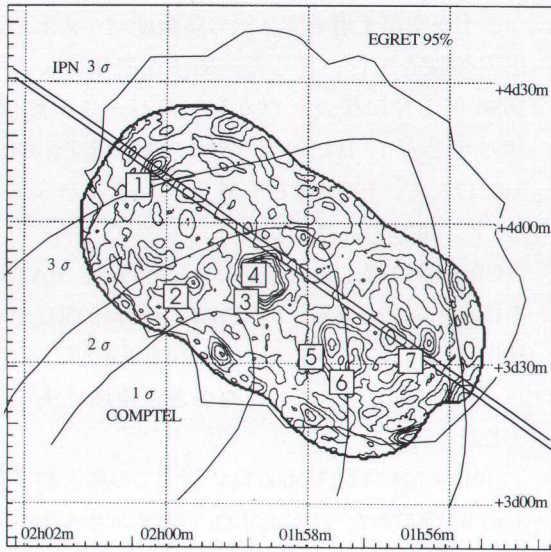 EGRET 95%
IPN 3 σ
+4d30m
1
+4d00m
3 σ
4
2
3
2 σ
5
7
+3d30m
6
1 σ
COMPTEL
+3d00m
02h02m 02h00m 01h58m 01h56m